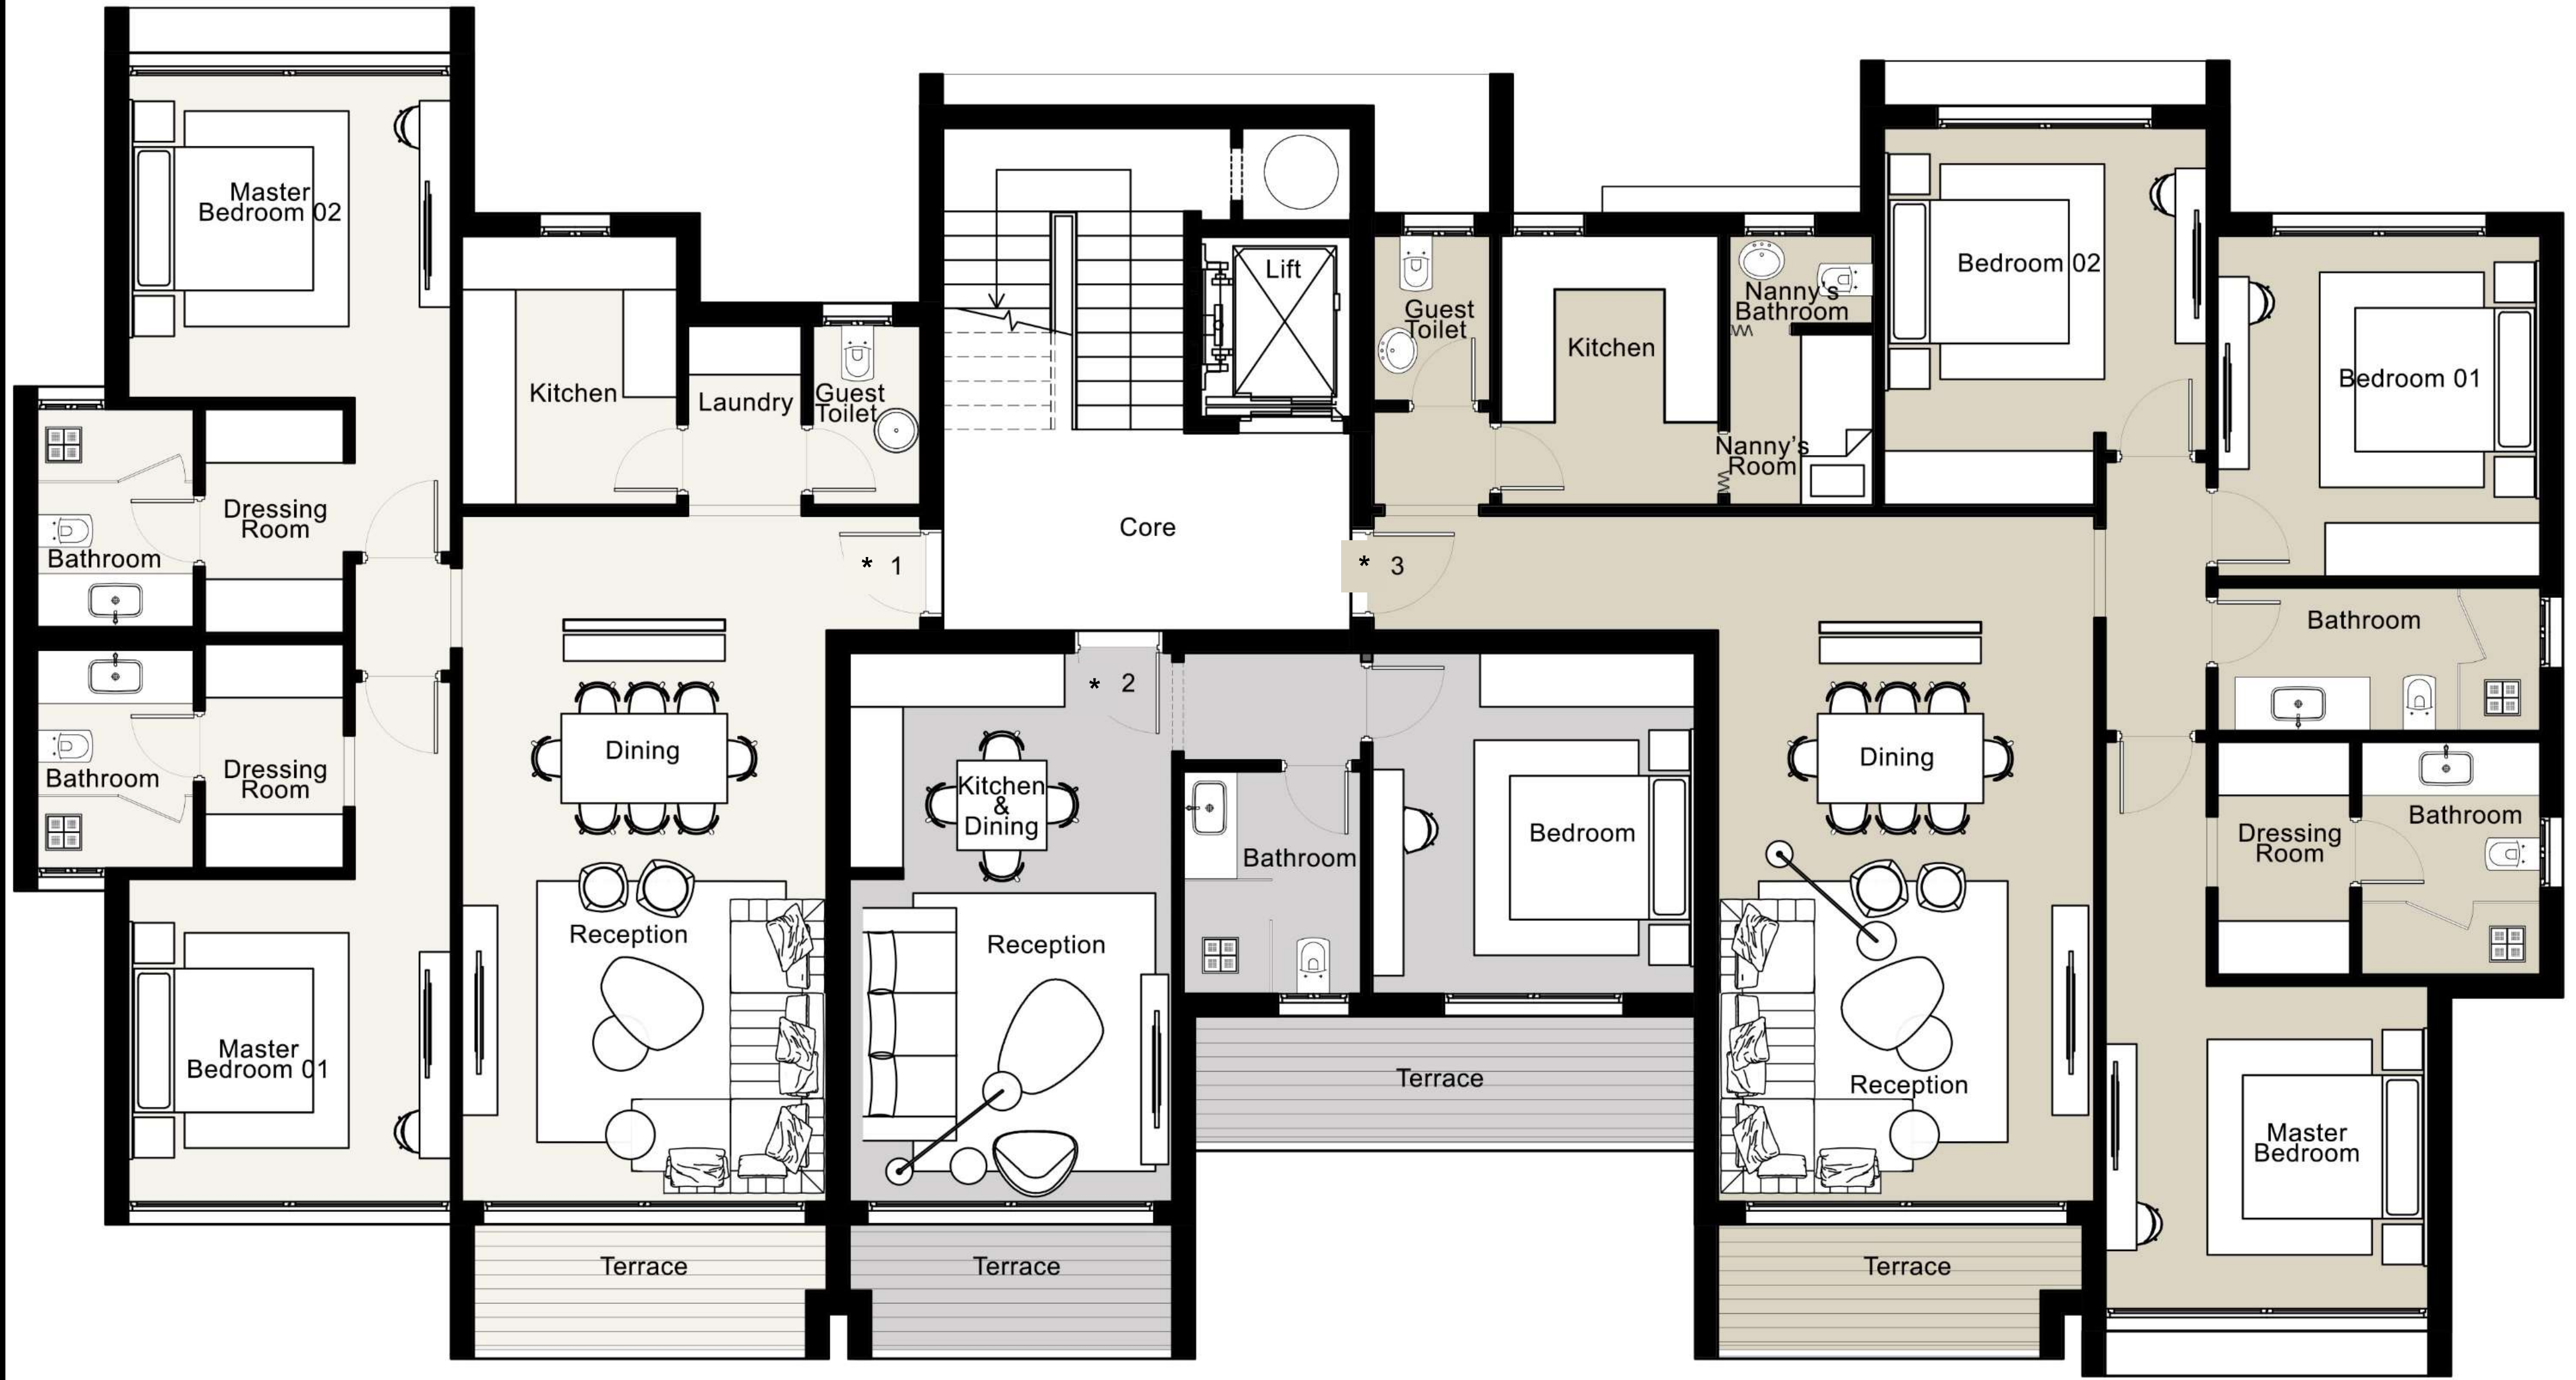 Master
Bedroom 02
Kitchen
Laundry
Guest
Toilet
Dressing
Room
Bathroom
Bathroom
Dressing
Room
Master
Bedroom 01
* 1
Dining
Reception
Terrace
Lift
Core
* 2
Kitchen
&
Dining
Reception
Terrace
Bathroom
Bedroom
Terrace
* 3
Guest
Toilet
Kitchen
Nanny's
Bathroom
Nanny's
Room
Bedroom 02
Bedroom 01
Bathroom
Dining
Reception
Terrace
Dressing
Room
Bathroom
Master
Bedroom